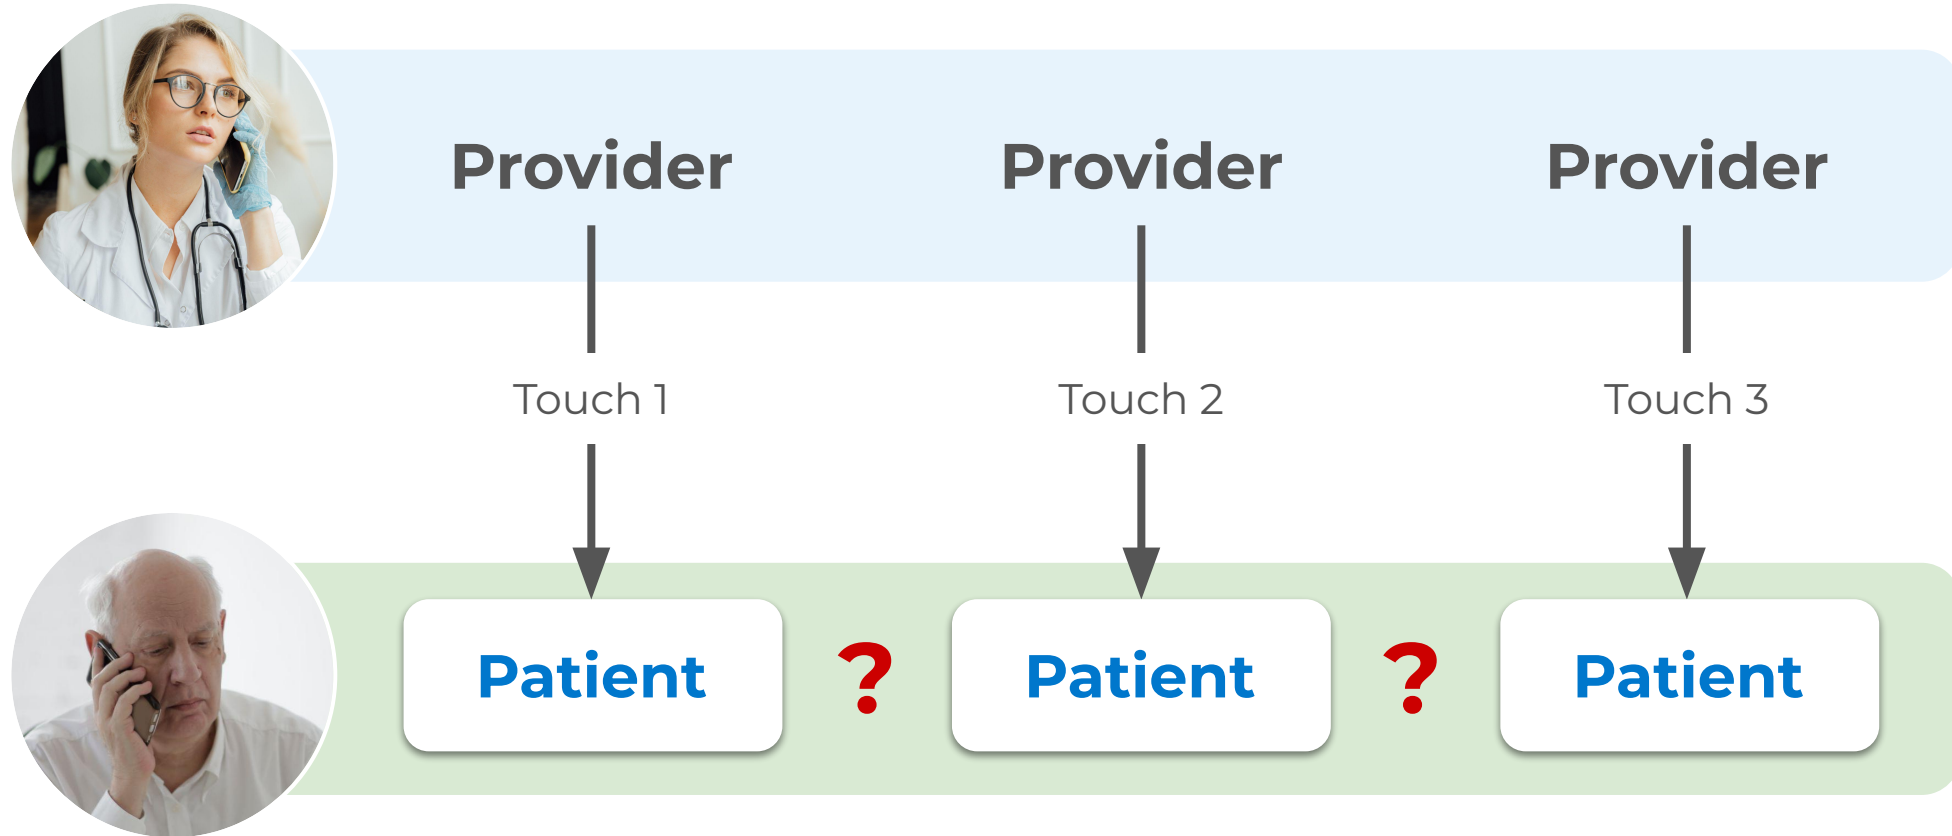 Provider
Provider
Provider
Touch 1
Touch 2
Touch 3
Patient
?
Patient
?
Patient